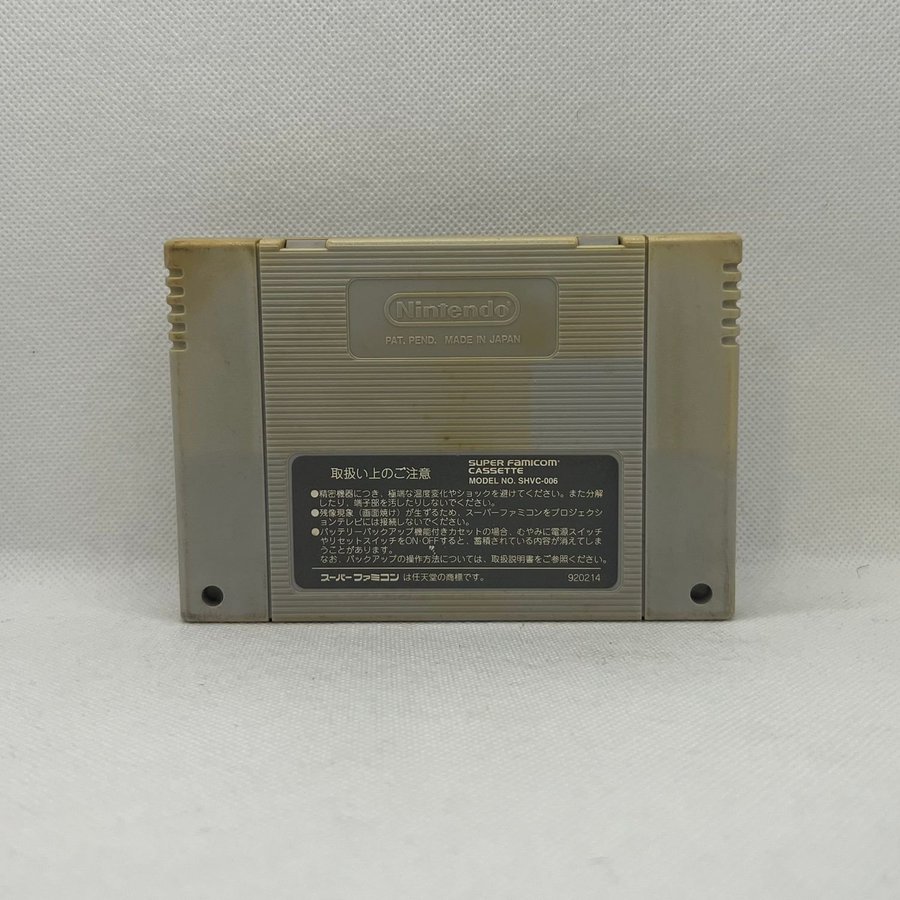 Nintendo
PAT. PEND. MADE IN JAPAN
取扱い上のご注意
SUPER FAMICOM
CASSETTE
MODEL NO. SHVC-006
●精密機器につき、極端な温度変化やショックを避けてください。また分解
したり、端子部を汚したりしないでください。
●残像現象（画面焼け）が生ずるため、スーパーファミコンをプロジェクシ
ョンテレビには接続しないでください。
●バッテリーバックアップ機能付きカセットの場合、むやみに電源スイッチ
やリセットスイッチをON·OFFすると、蓄積されている内容が消えてしま
うことがあります。
なお、バックアップの操作方法については、取扱説明書をご参照ください。
スーパーファミコン は任天堂の商標です。
920214